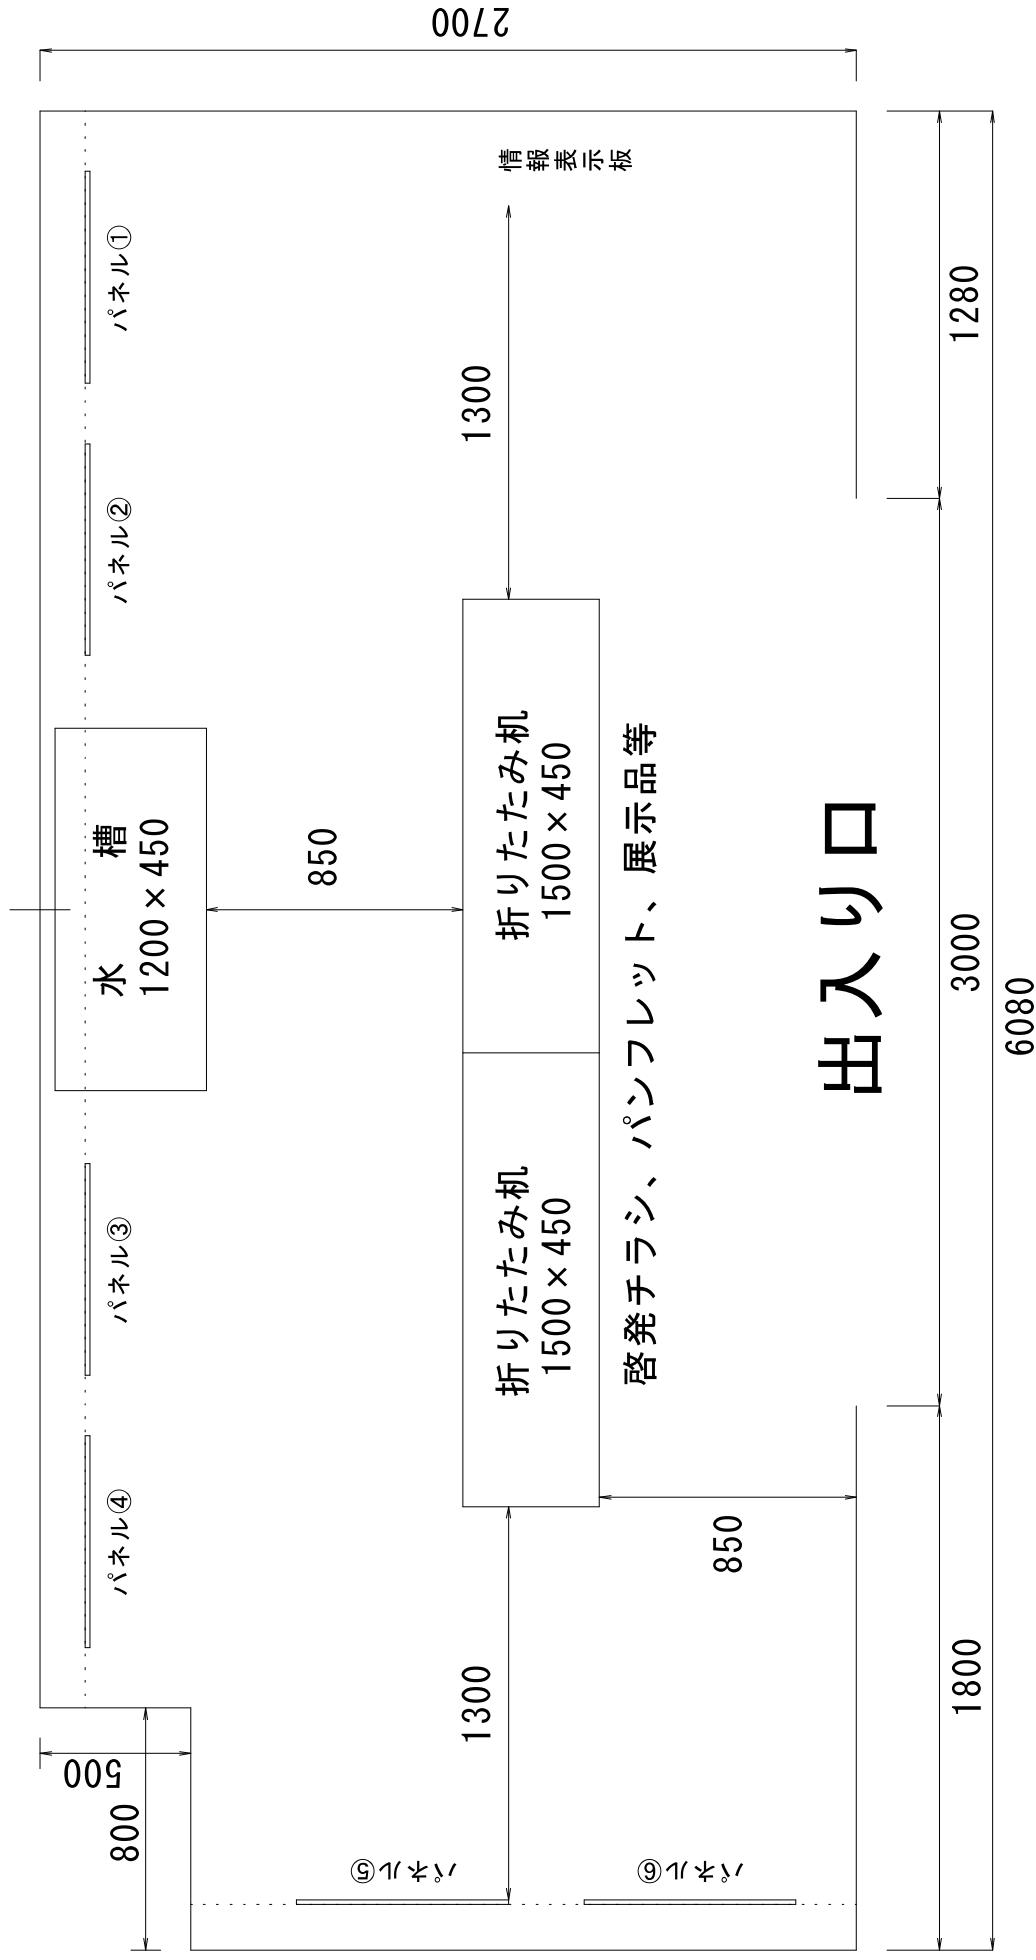 2700
パネル④
パネル③
水　槽
1200×450
パネル②
パネル①
500
800
850
1300
折りたたみ机
1500×450
折りたたみ机
1500×450
1300
情報表示板
パネル⑤
パネル⑥
啓発チラシ、パンフレット、展示品等
850
出入り口
1800
3000
1280
6080